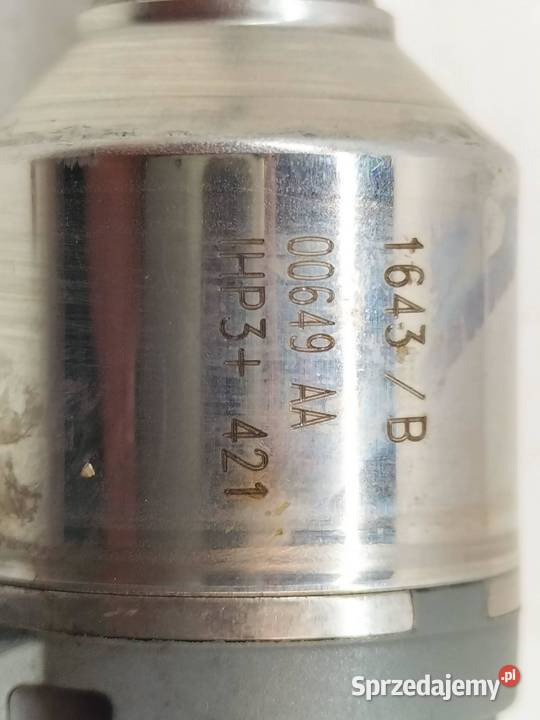 1643 / B
00649 AA
IHP3+ 421
Sprzedajemy.pl